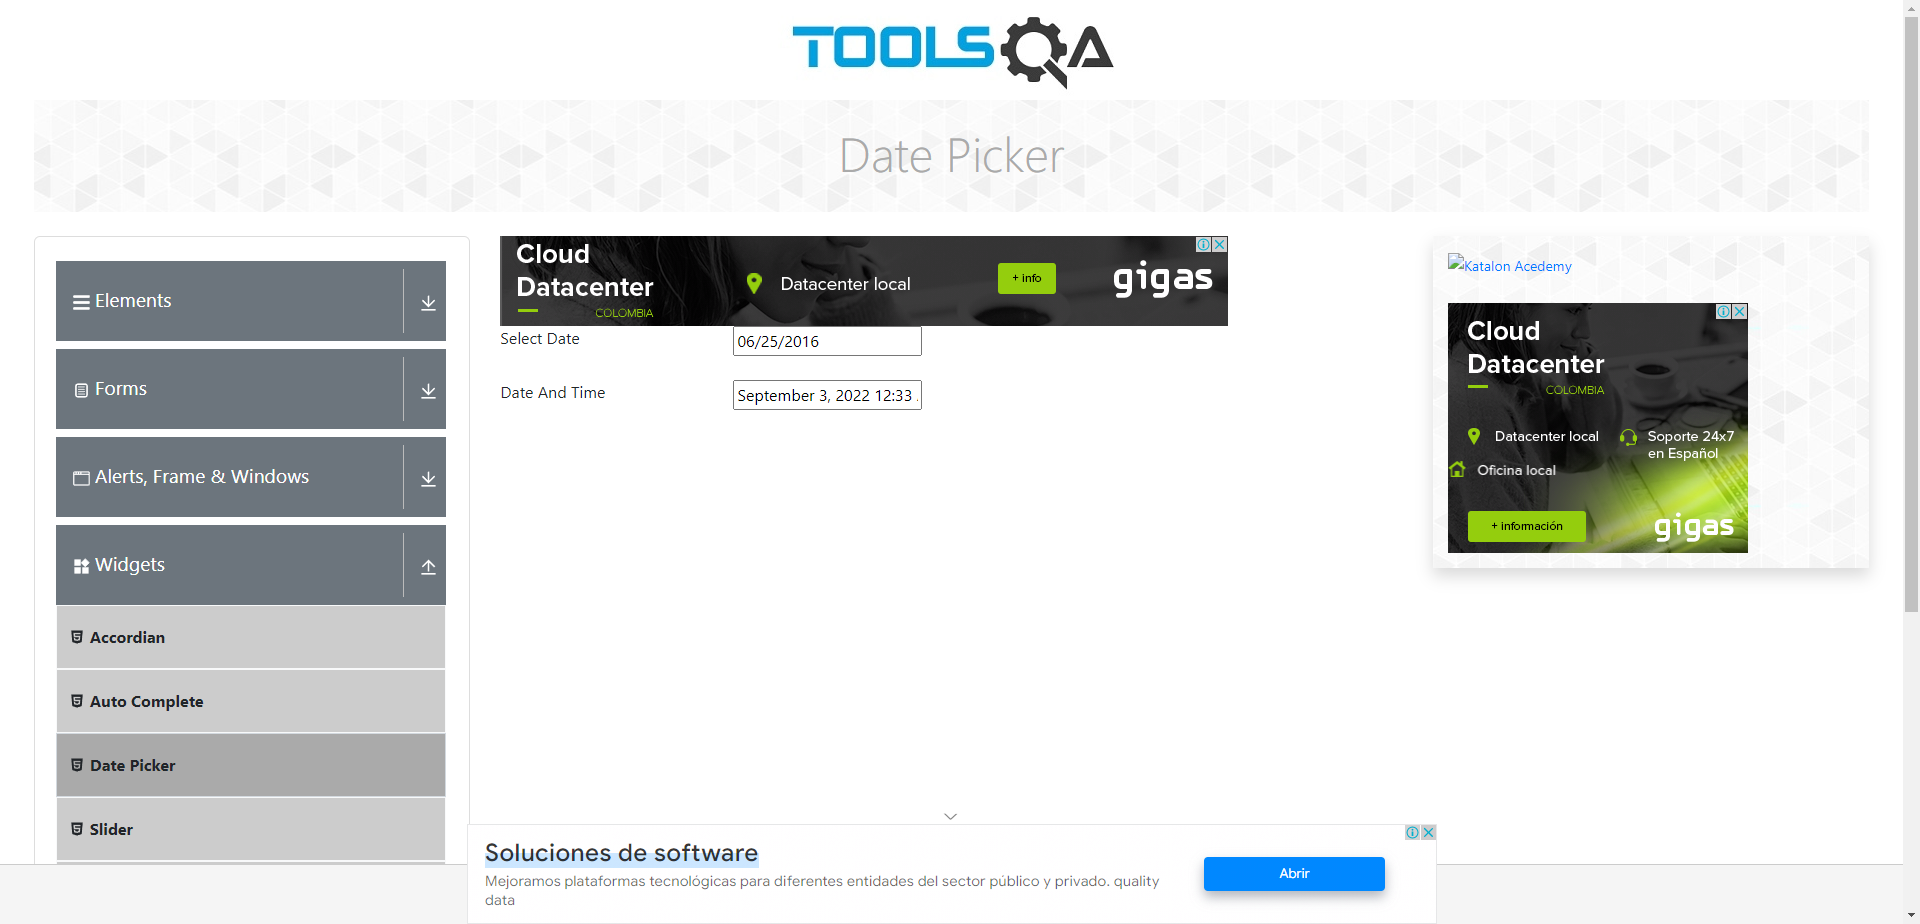 TOOLSQA
Date Picker
Elements
Forms
Alerts, Frame & Windows
Widgets
Accordian
Auto Complete
Date Picker
Slider
Cloud
Datacenter
COLOMBIA
Datacenter local
+ info
gigas
Select Date
06/25/2016
Date And Time
September 3, 2022 12:33
Katalon Acedemy
Cloud
Datacenter
COLOMBIA
Datacenter local
Soporte 24x7
en Español
Oficina local
+ información
gigas
Soluciones de software
Mejoramos plataformas tecnológicas para diferentes entidades del sector público y privado. quality
data
Abrir